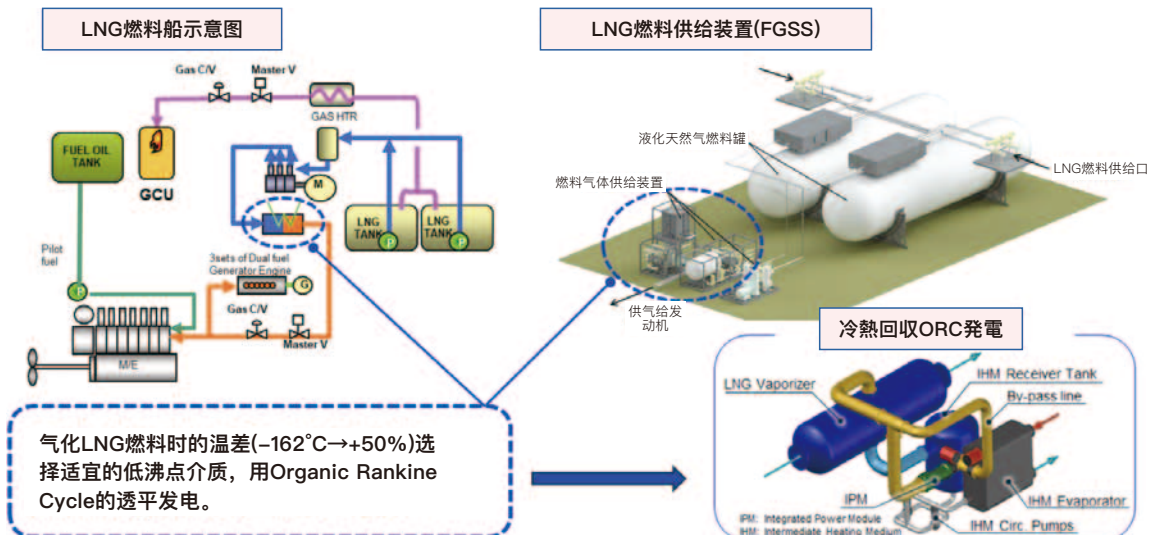 LNG燃料船示意图
LNG燃料供给装置(FGSS)
Gas C/V
Master V
GAS HTR
FUEL OIL
TANK
GCU
M
LNG
TANK
P
LNG
TANK
P
Pilot
fuel
3sets of Dual fuel
Generator Engine
G
P
Gas C/V
Master V
M/E
液化天然气燃料罐
燃料气体供给装置
LNG燃料供给口
供气给发
动机
气化LNG燃料时的温差(–162°C→+50%)选
择适宜的低沸点介质，用Organic Rankine
Cycle的透平发电。
冷熱回収ORC発電
LNG Vaporizer
IHM Receiver Tank
By-pass line
IPM
IHM Evaporator
IHM Circ. Pumps
IPM: Integrated Power Module
IHM: Intermediate Heating Medium